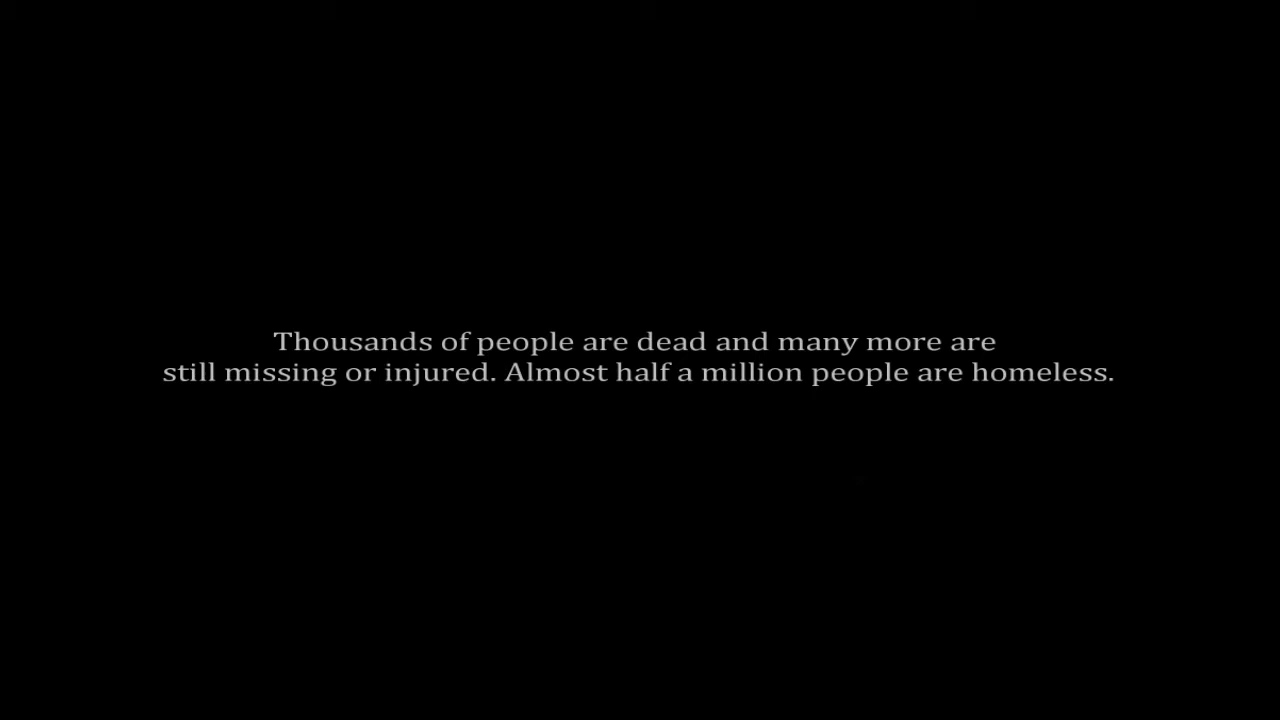 Thousands of people are dead and many more are
still missing or injured. Almost half a million people are homeless.